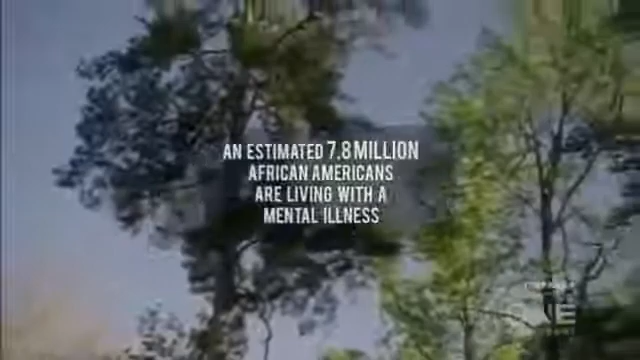 AN ESTIMATED 7.8 MILLION
AFRICAN AMERICANS
ARE LIVING WITH A
MENTAL ILLNESS